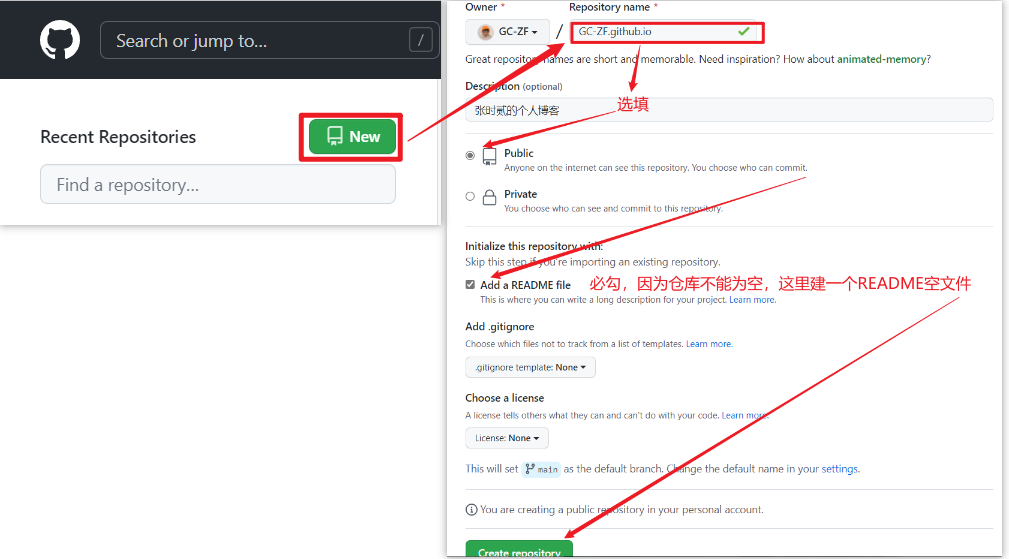 Search or jump to...
/
Recent Repositories
New
Find a repository...
Owner *
Repository name *
GC-ZF
/
GC-ZF.github.io
Great repository names are short and memorable. Need inspiration? How about animated-memory?
Description (optional)
选填
张时贰的个人博客
Public
Anyone on the internet can see this repository. You choose who can commit.
Private
You choose who can see and commit to this repository.
Initialize this repository with:
Skip this step if you're importing an existing repository.
Add a README file
必勾，因为仓库不能为空，这里建一个README空文件
This is where you can write a long description for your project. Learn more.
Add .gitignore
Choose which files not to track from a list of templates. Learn more.
.gitignore template: None
Choose a license
A license tells others what they can and can't do with your code. Learn more.
License: None
This will set main as the default branch. Change the default name in your settings.
You are creating a public repository in your personal account.
Create repository